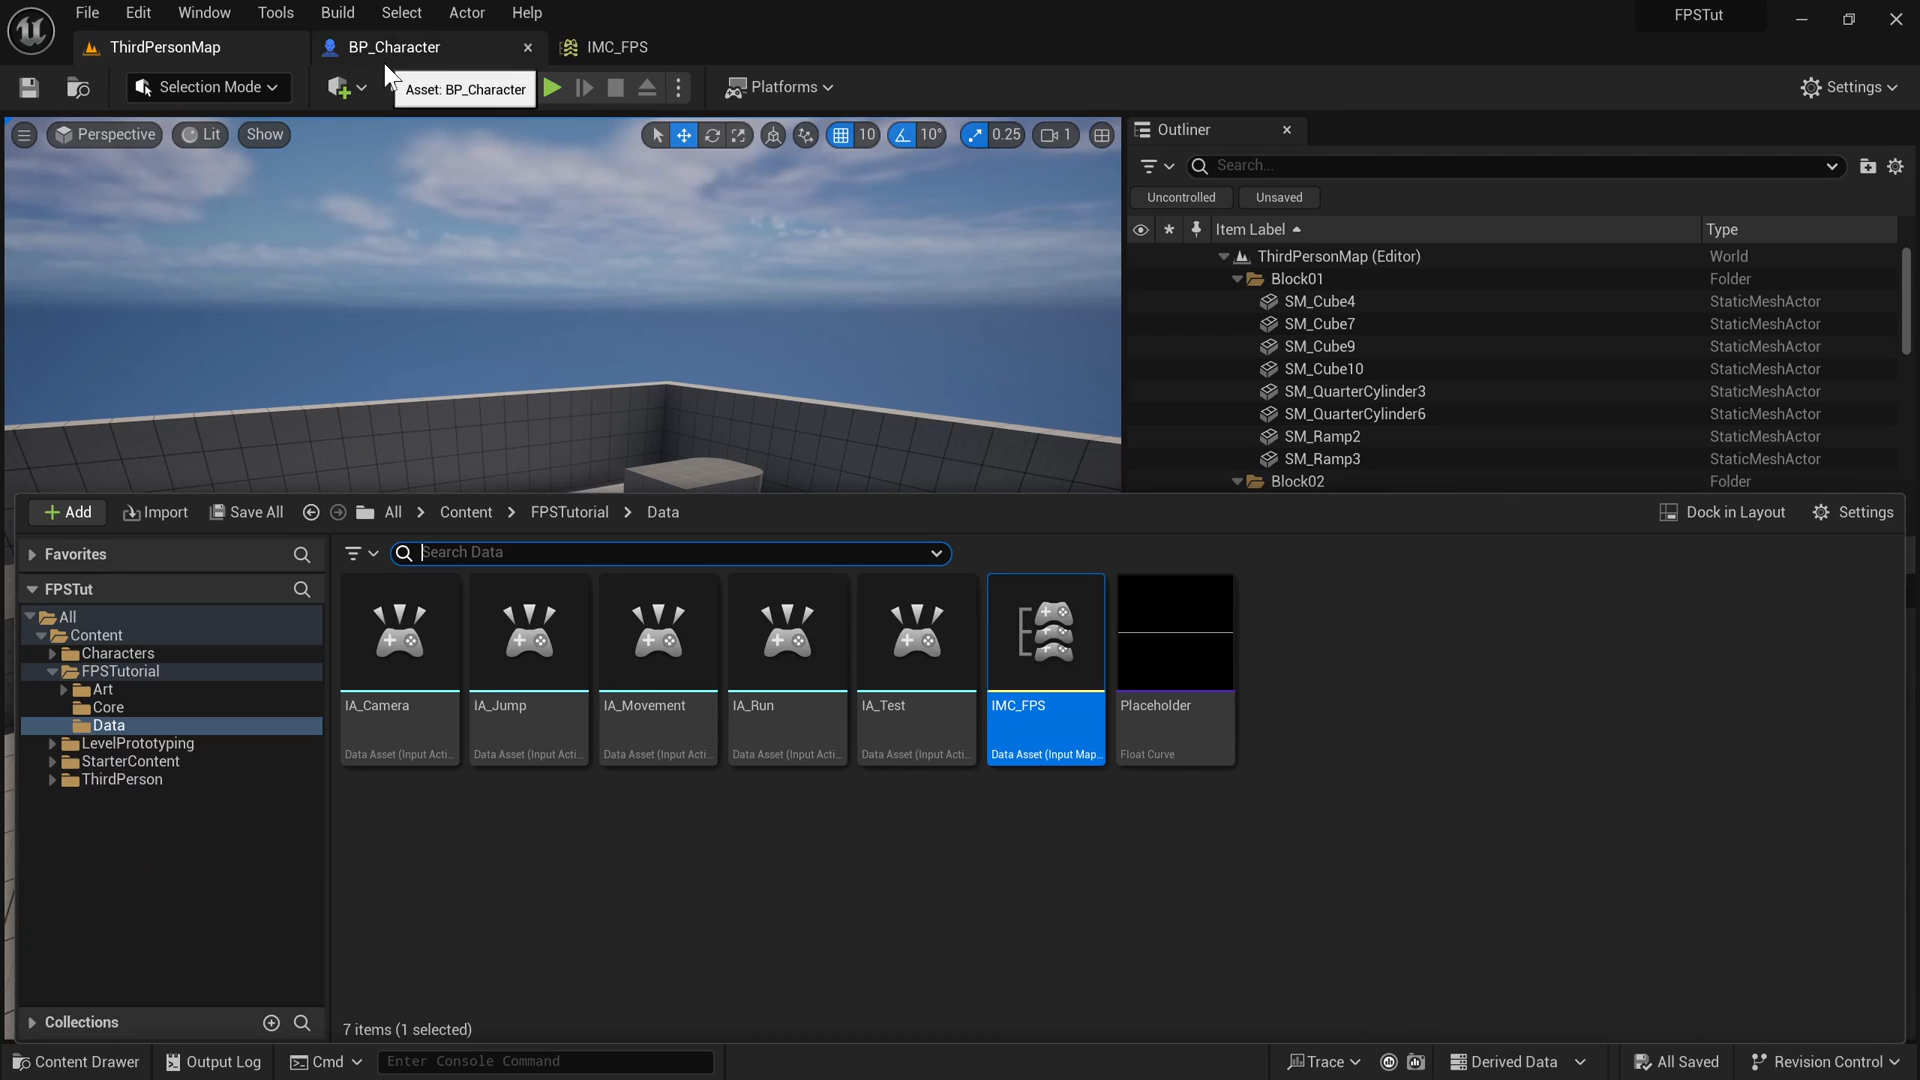 File Edit Window Tools Build Select Actor Help
FPSTut
ThirdPersonMap
BP_Character
IMC_FPS
Selection Mode
Asset: BP_Character
Platforms
Settings
Perspective
Lit
Show
10
10°
0.25
1
Outliner
Search...
Uncontrolled
Unsaved
Item Label
Type
ThirdPersonMap (Editor) World
Block01 Folder
SM_Cube4 StaticMeshActor
SM_Cube7 StaticMeshActor
SM_Cube9 StaticMeshActor
SM_Cube10 StaticMeshActor
SM_QuarterCylinder3 StaticMeshActor
SM_QuarterCylinder6 StaticMeshActor
SM_Ramp2 StaticMeshActor
SM_Ramp3 StaticMeshActor
Block02 Folder
Add
Import
Save All
All > Content > FPSTutorial > Data
Dock in Layout
Settings
Favorites
FPSTut
All
Content
Characters
FPSTutorial
Art
Core
Data
LevelPrototyping
StarterContent
ThirdPerson
Collections
Search Data
IA_Camera
Data Asset (Input Acti...
IA_Jump
Data Asset (Input Acti...
IA_Movement
Data Asset (Input Acti...
IA_Run
Data Asset (Input Acti...
IA_Test
Data Asset (Input Acti...
IMC_FPS
Data Asset (Input Map...
Placeholder
Float Curve
7 items (1 selected)
Content Drawer
Output Log
Cmd
Enter Console Command
Trace
Derived Data
All Saved
Revision Control